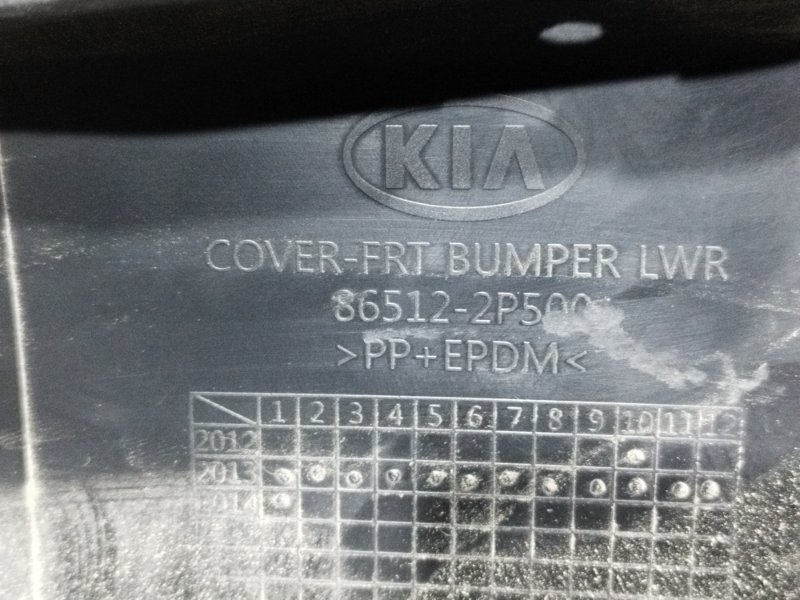 KIA
COVER-FRT BUMPER LWR
86512-2P500
>PP+EPDM<
1 2 3 4 5 6 7 8 9 10 11 12
2012
2013
2014